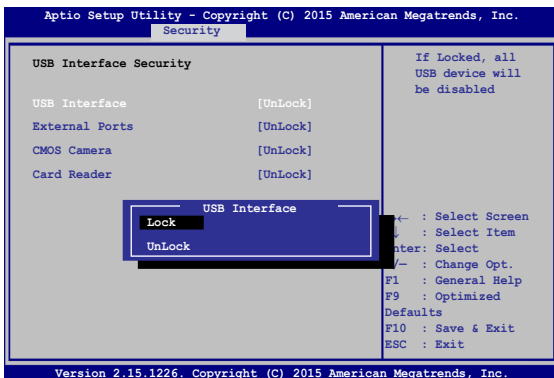 Aptio Setup Utility - Copyright (C) 2015 American Megatrends, Inc.
Security
USB Interface Security
USB Interface [UnLock]
External Ports [UnLock]
CMOS Camera [UnLock]
Card Reader [UnLock]
If Locked, all
USB device will
be disabled
USB Interface
Lock
UnLock
← : Select Screen
↓ : Select Item
nter: Select
/— : Change Opt.
F1 : General Help
F9 : Optimized
Defaults
F10 : Save & Exit
ESC : Exit
Version 2.15.1226. Copyright (C) 2015 American Megatrends, Inc.